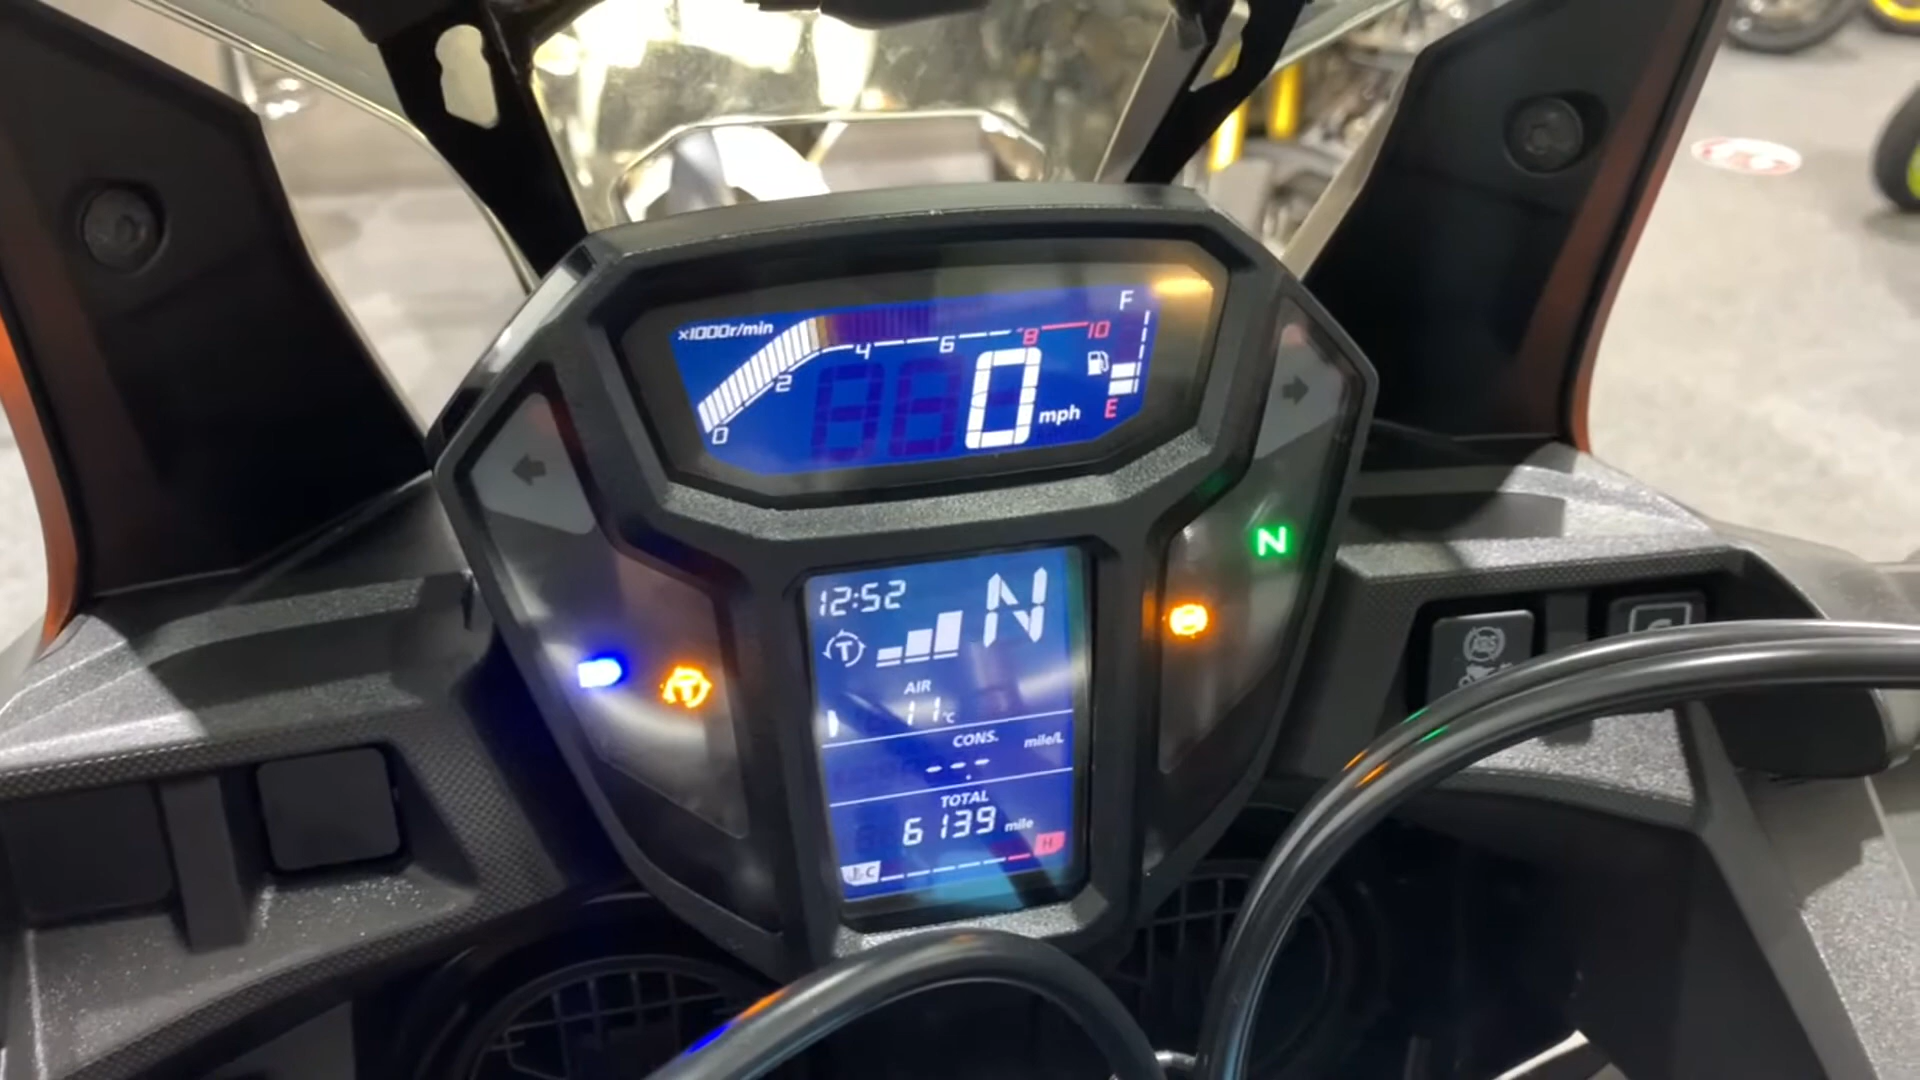 x1000r/min
0 2 4 6 8 10
F
E
0 mph
N
12:52
N
T
AIR
11°C
CONS. mile/L
--.-
TOTAL
6139 mile
C H
T
ABS